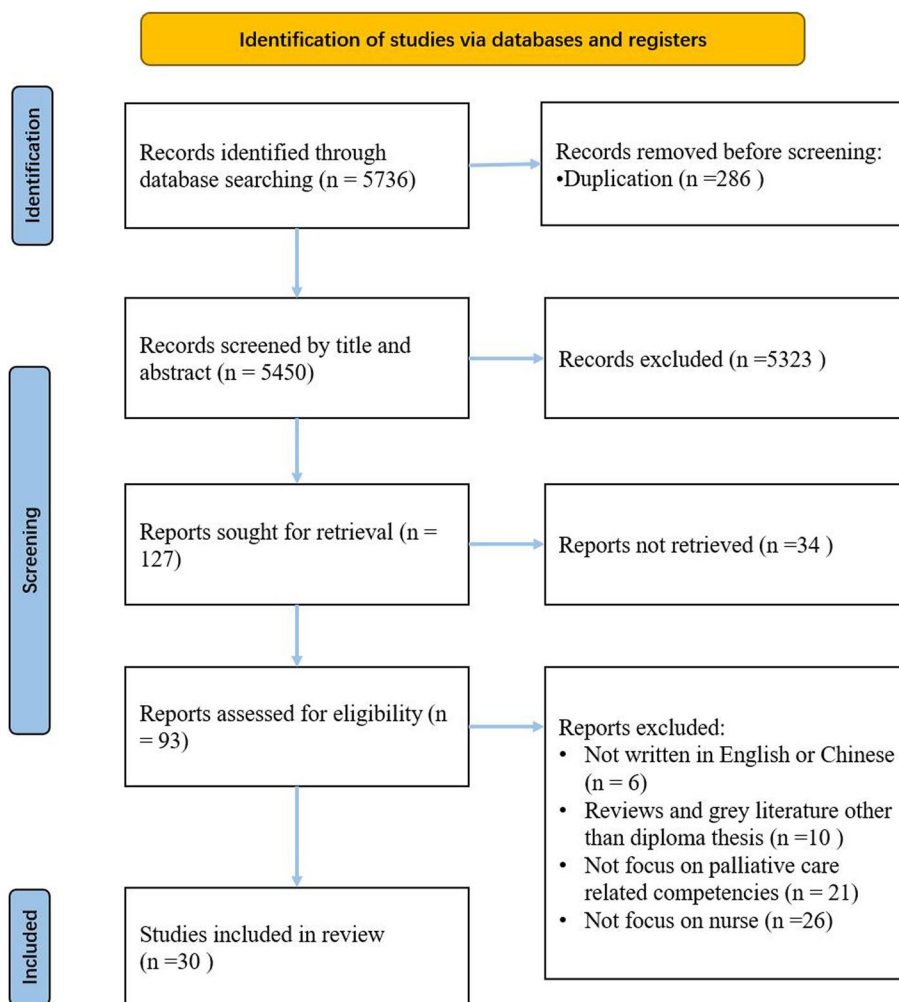 Identification of studies via databases and registers
Identification
Records identified through
database searching (n = 5736)
Records removed before screening:
•Duplication (n =286 )
Screening
Records screened by title and
abstract (n = 5450)
Records excluded (n =5323 )
Reports sought for retrieval (n =
127)
Reports not retrieved (n =34 )
Reports assessed for eligibility (n
= 93)
Reports excluded:
• Not written in English or Chinese
(n = 6)
• Reviews and grey literature other
than diploma thesis (n =10 )
• Not focus on palliative care
related competencies (n = 21)
• Not focus on nurse (n =26)
Included
Studies included in review
(n =30 )